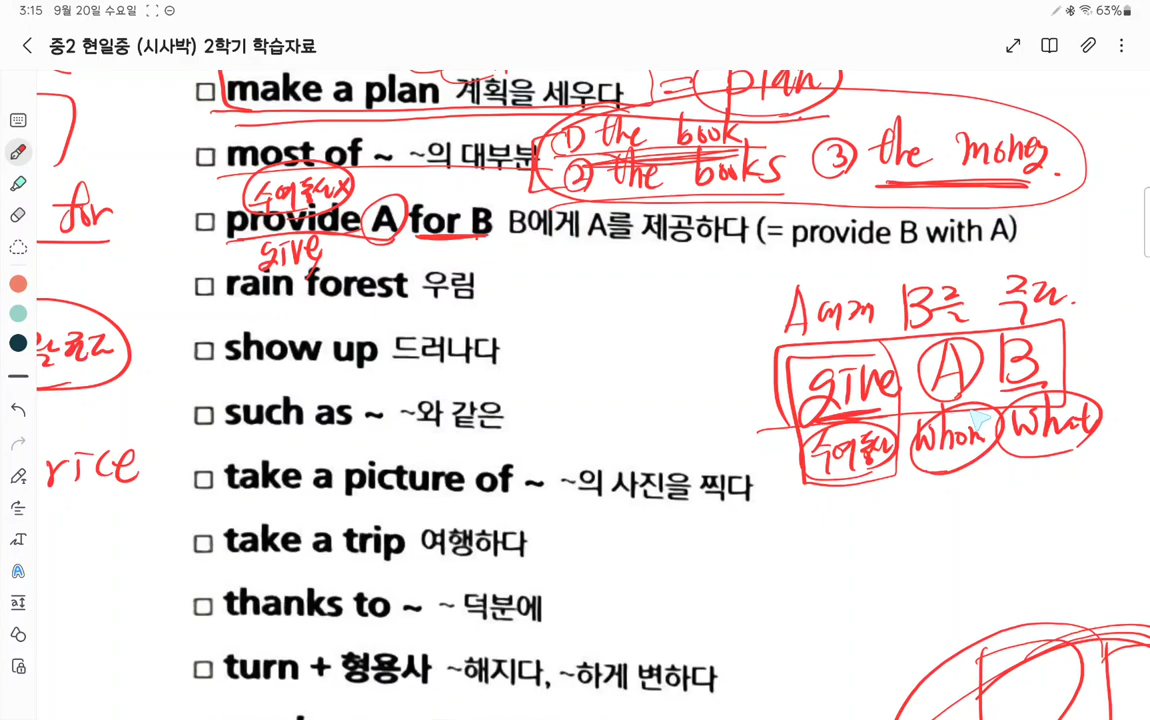 3:15 9월 20일 수요일 63%
중2 현일중 (시사박) 2학기 학습자료
make a plan 계획을 세우다 = plan
most of ~ ~의 대부분 ① the book
② the books ③ the money.
수여동사 X
provide A for B B에게 A를 제공하다 (= provide B with A)
for
give
rain forest 우림
A에게 B를 주다.
show up 드러나다
give A B
such as ~ ~와 같은
수여동사 whom what
take a picture of ~ ~의 사진을 찍다
rice
take a trip 여행하다
thanks to ~ ~ 덕분에
turn + 형용사 ~해지다, ~하게 변하다